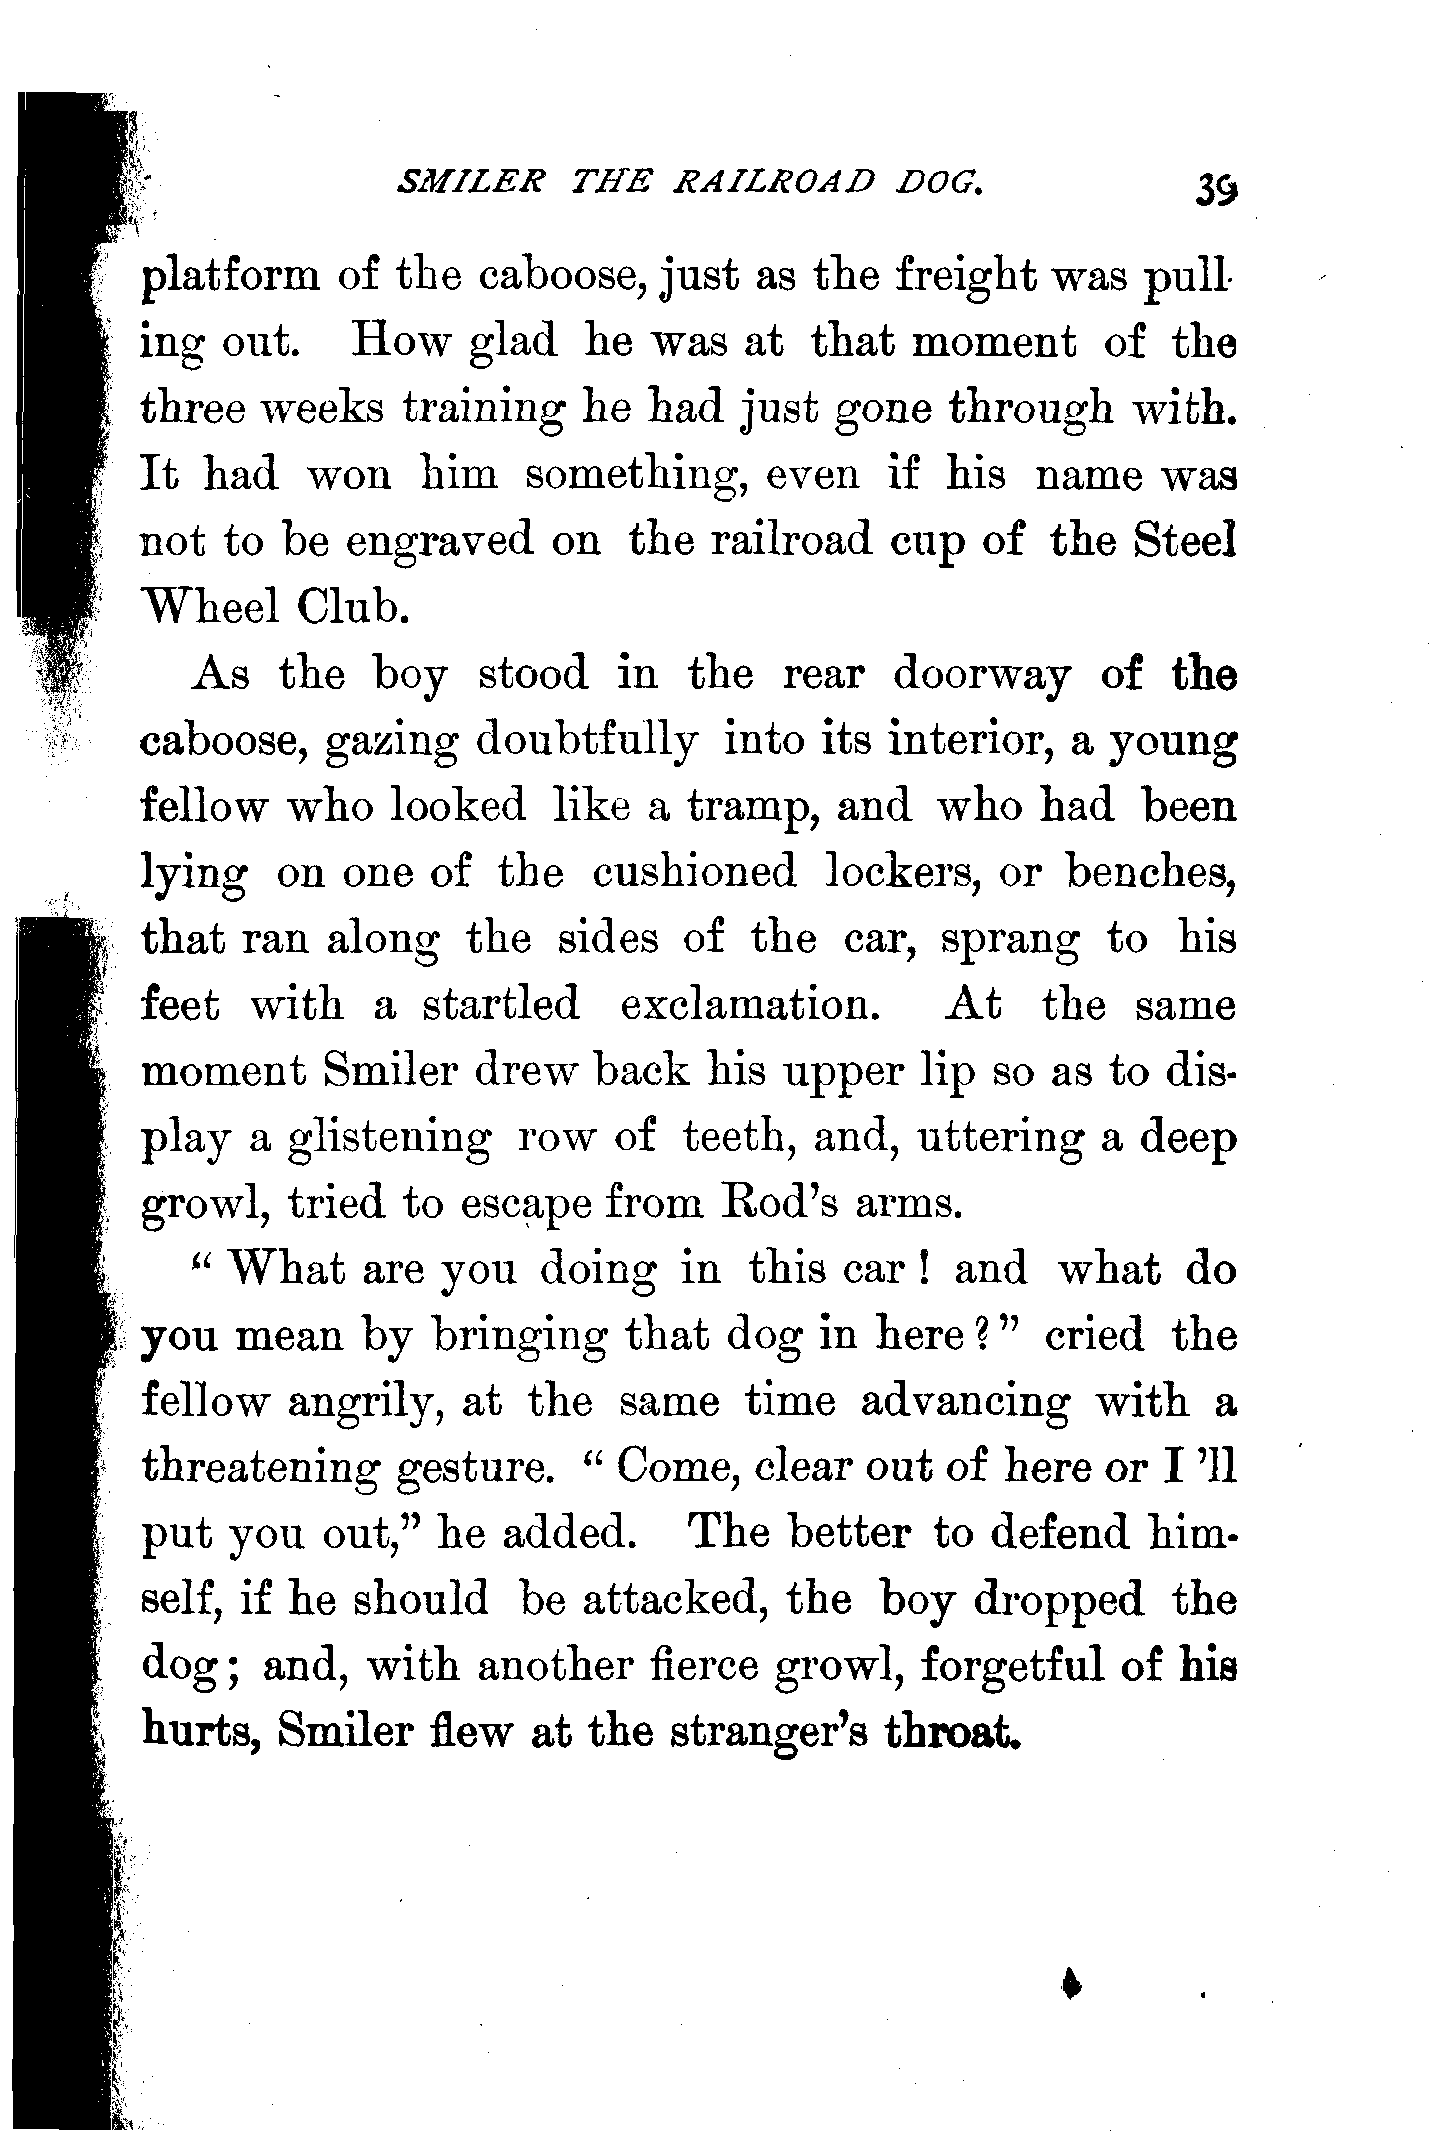 SMILER THE RAILROAD DOG. 39
platform of the caboose, just as the freight was pull-
ing out. How glad he was at that moment of the
three weeks training he had just gone through with.
It had won him something, even if his name was
not to be engraved on the railroad cup of the Steel
Wheel Club.
As the boy stood in the rear doorway of the
caboose, gazing doubtfully into its interior, a young
fellow who looked like a tramp, and who had been
lying on one of the cushioned lockers, or benches,
that ran along the sides of the car, sprang to his
feet with a startled exclamation. At the same
moment Smiler drew back his upper lip so as to dis-
play a glistening row of teeth, and, uttering a deep
growl, tried to escape from Rod's arms.
“ What are you doing in this car ! and what do
you mean by bringing that dog in here ? ” cried the
fellow angrily, at the same time advancing with a
threatening gesture. “ Come, clear out of here or I 'll
put you out,” he added. The better to defend him-
self, if he should be attacked, the boy dropped the
dog ; and, with another fierce growl, forgetful of his
hurts, Smiler flew at the stranger's throat.